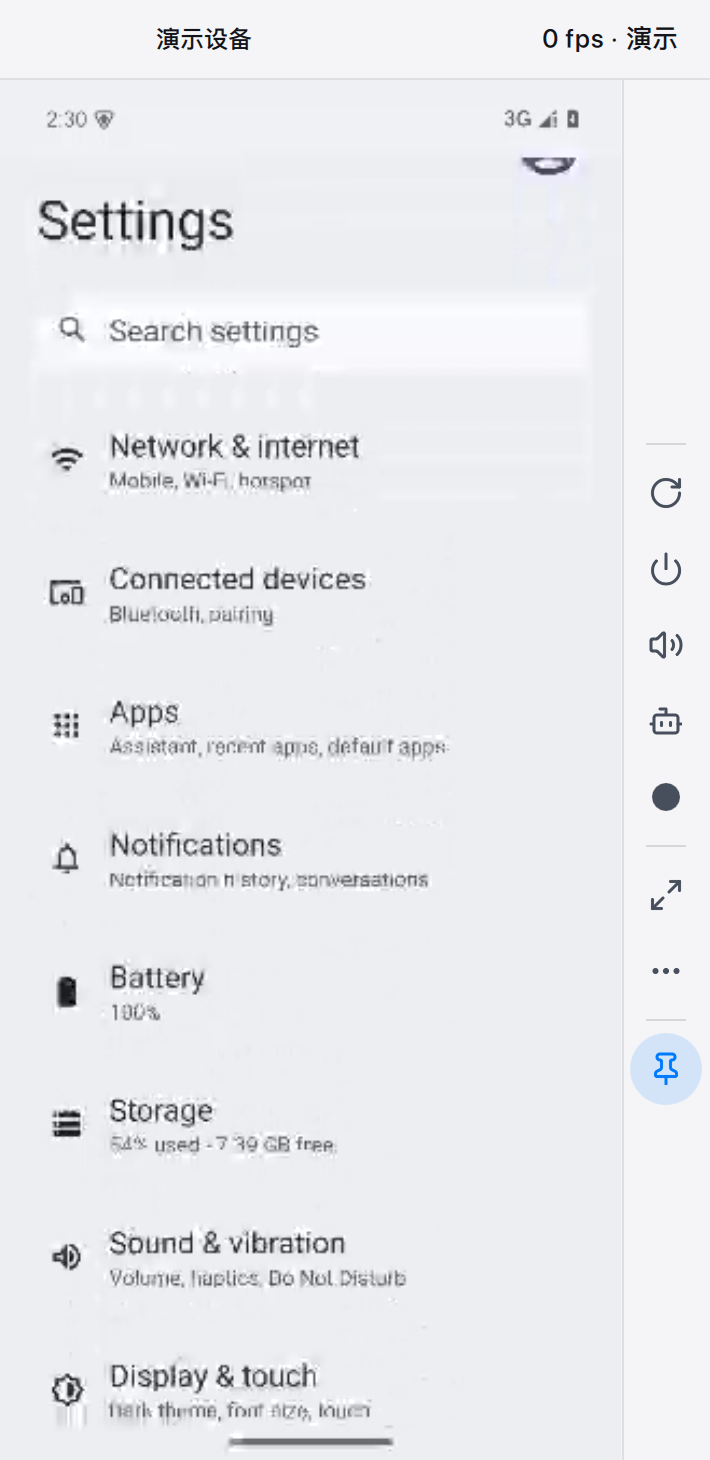 演示设备
0 fps · 演示
2:30
3G
Settings
Search settings
Network & internet
Mobile, Wi-Fi, hotspot
Connected devices
Bluetooth, pairing
Apps
Assistant, recent apps, default apps
Notifications
Notification history, conversations
Battery
100%
Storage
54% used - 7.39 GB free
Sound & vibration
Volume, haptics, Do Not Disturb
Display & touch
Dark theme, font size, touch